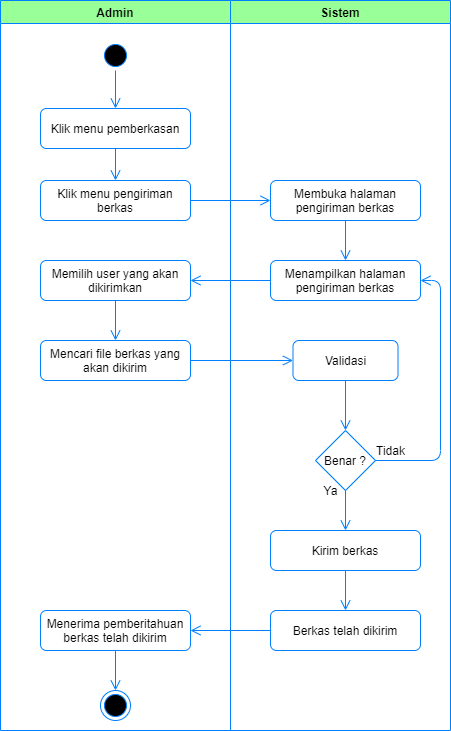 Admin
Sistem
Klik menu pemberkasan
Klik menu pengiriman
berkas
Membuka halaman
pengiriman berkas
Memilih user yang akan
dikirimkan
Menampilkan halaman
pengiriman berkas
Mencari file berkas yang
akan dikirim
Validasi
Benar ?
Tidak
Ya
Kirim berkas
Menerima pemberitahuan
berkas telah dikirim
Berkas telah dikirim